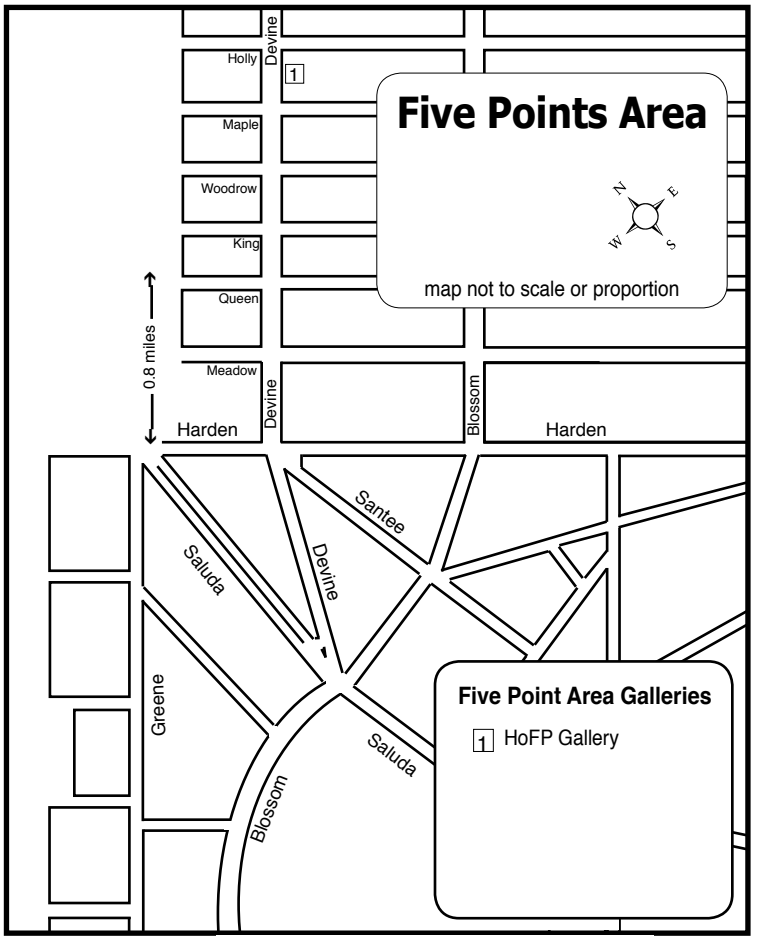 Devine
Holly
1
Five Points Area
Maple
Woodrow
N
E
W
S
King
Queen
map not to scale or proportion
0.8 miles
Meadow
Devine
Blossom
Harden
Harden
Santee
Saluda
Devine
Greene
Saluda
Blossom
Five Point Area Galleries
1 HoFP Gallery